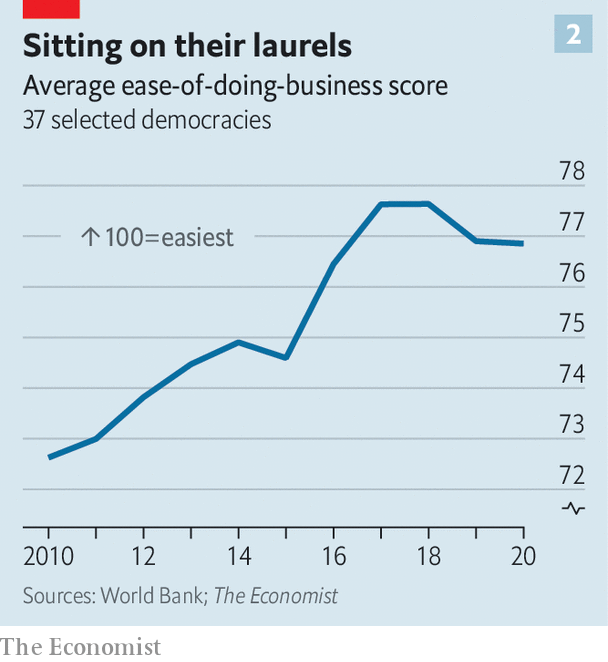 Sitting on their laurels
2
Average ease-of-doing-business score
37 selected democracies
78
↑ 100=easiest
77
76
75
74
73
72
2010 12 14 16 18 20
Sources: World Bank; The Economist
The Economist